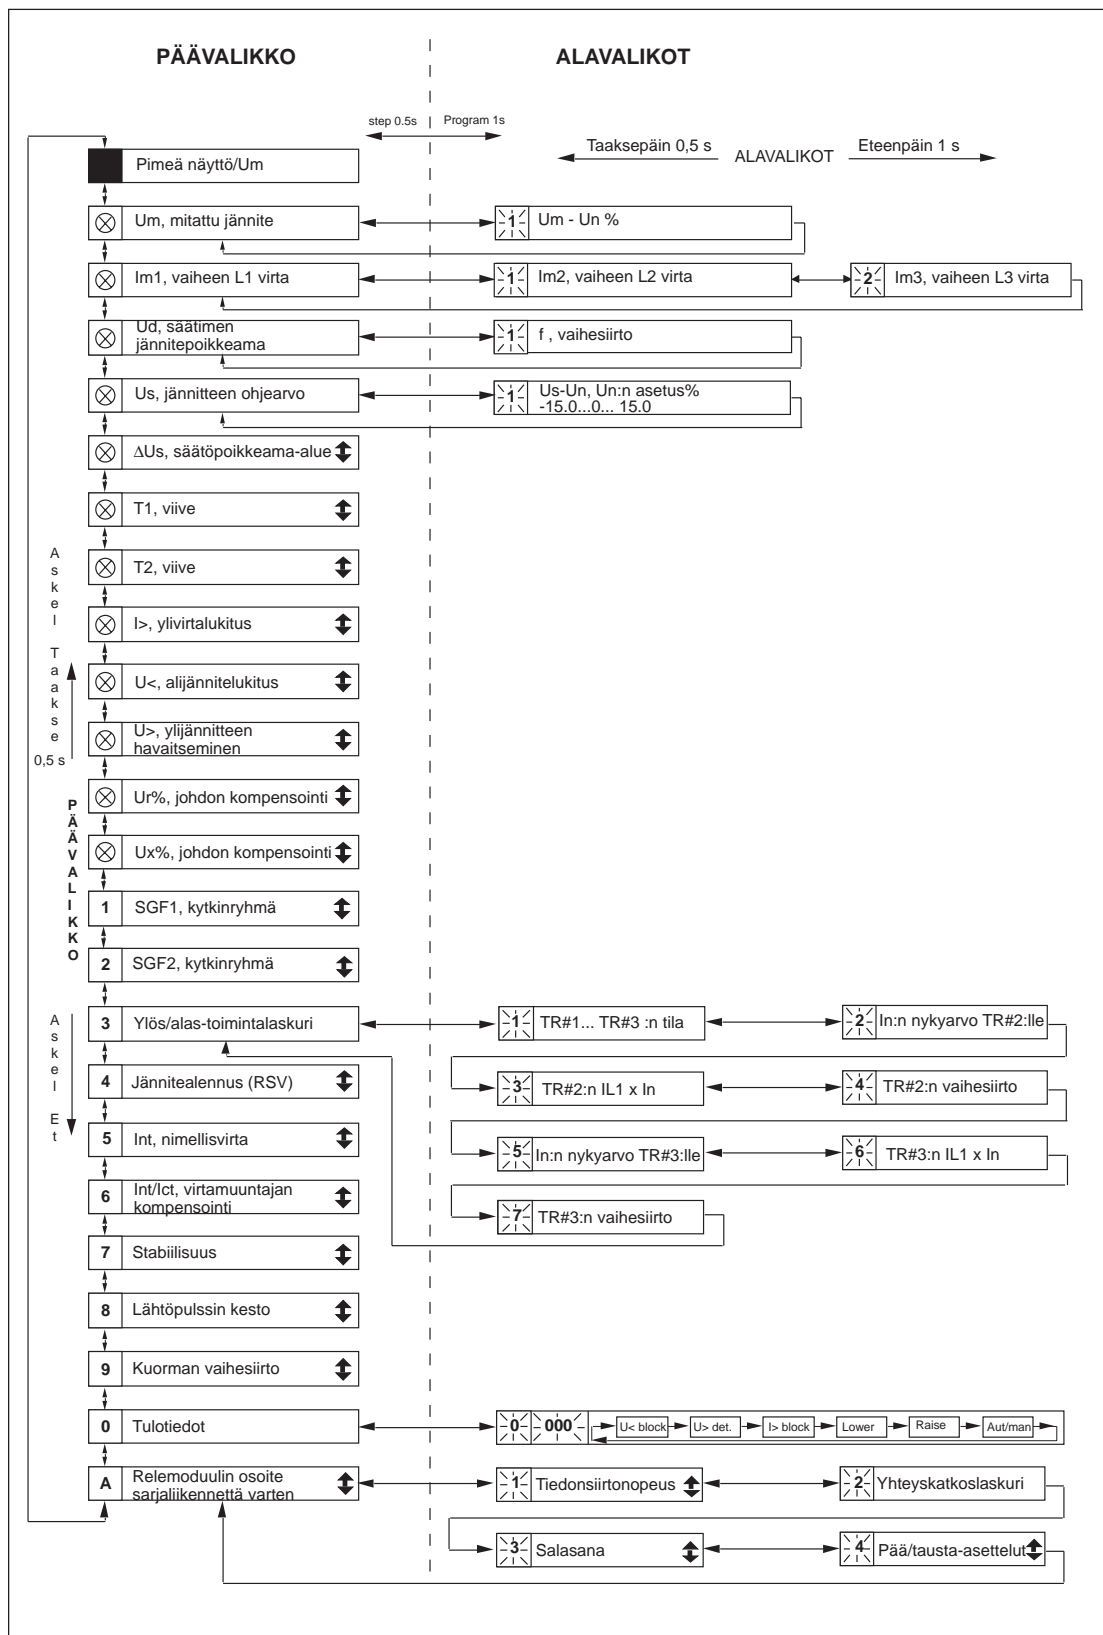 PÄÄVALIKKO
ALAVALIKOT
step 0.5s
Program 1s
Taaksepäin 0,5 s
ALAVALIKOT
Eteenpäin 1 s
Pimeä näyttö/Um
Um, mitattu jännite
1
Um - Un %
Im1, vaiheen L1 virta
1
Im2, vaiheen L2 virta
2
Im3, vaiheen L3 virta
Ud, säätimen
jännitepoikkeama
1
f , vaihesiirto
Us, jännitteen ohjearvo
1
Us-Un, Un:n asetus%
-15.0...0... 15.0
ΔUs, säätöpoikkeama-alue
T1, viive
T2, viive
I>, ylivirtalukitus
U<, alijännitelukitus
U>, ylijännitteen
havaitseminen
Askel Taakse
0,5 s
Ur%, johdon kompensointi
Ux%, johdon kompensointi
PÄÄVALIKKO
1 SGF1, kytkinryhmä
2 SGF2, kytkinryhmä
3 Ylös/alas-toimintalaskuri
1
TR#1... TR#3 :n tila
2
In:n nykyarvo TR#2:lle
Askel Et
4 Jännitealennus (RSV)
3
TR#2:n IL1 x In
4
TR#2:n vaihesiirto
5 Int, nimellisvirta
5
In:n nykyarvo TR#3:lle
6
TR#3:n IL1 x In
6 Int/Ict, virtamuuntajan
kompensointi
7
TR#3:n vaihesiirto
7 Stabiilisuus
8 Lähtöpulssin kesto
9 Kuorman vaihesiirto
0 Tulotiedot
0
000
U< block
U> det.
I> block
Lower
Raise
Aut/man
A Relemoduulin osoite
sarjaliikennettä varten
1
Tiedonsiirtonopeus
2
Yhteyskatkoslaskuri
3
Salasana
4
Pää/tausta-asettelut